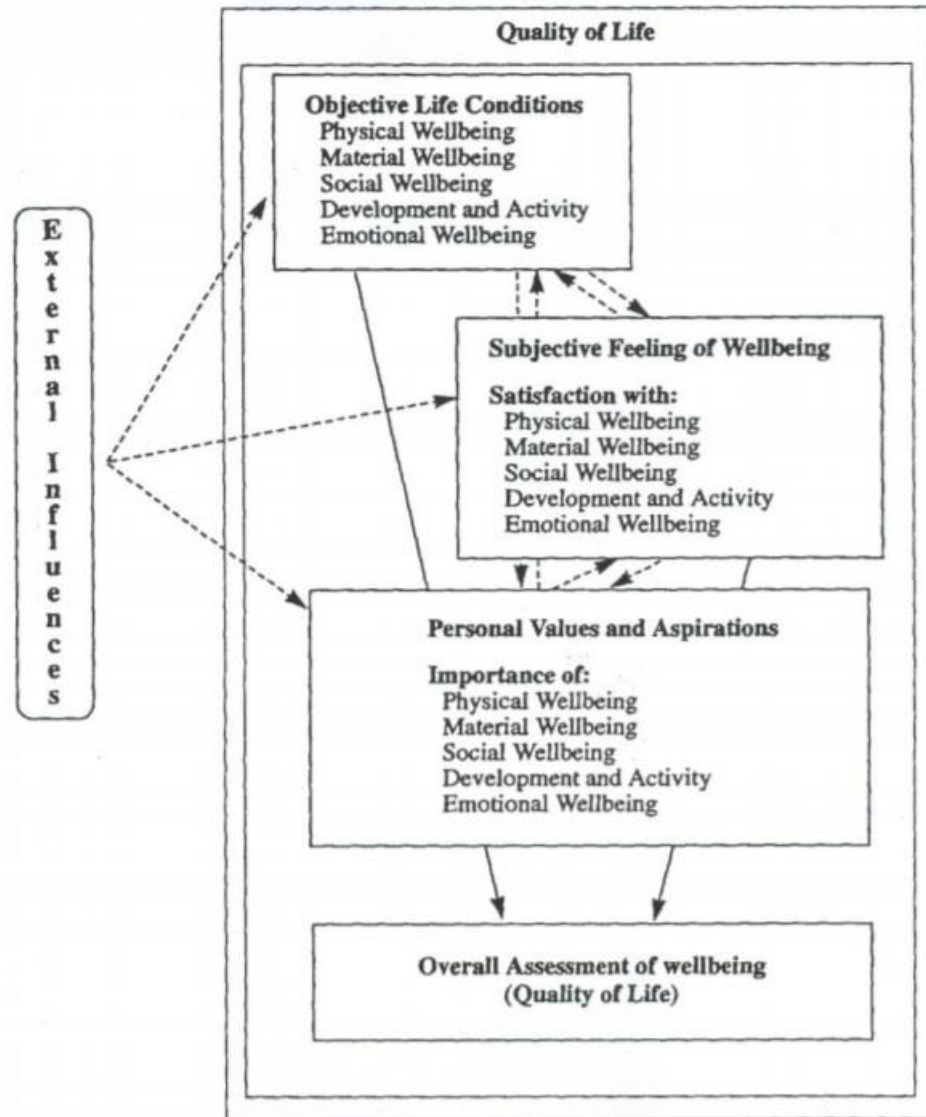 Quality of Life
Objective Life Conditions
Physical Wellbeing
Material Wellbeing
Social Wellbeing
Development and Activity
Emotional Wellbeing
External Influences
Subjective Feeling of Wellbeing
Satisfaction with:
Physical Wellbeing
Material Wellbeing
Social Wellbeing
Development and Activity
Emotional Wellbeing
Personal Values and Aspirations
Importance of:
Physical Wellbeing
Material Wellbeing
Social Wellbeing
Development and Activity
Emotional Wellbeing
Overall Assessment of wellbeing
(Quality of Life)